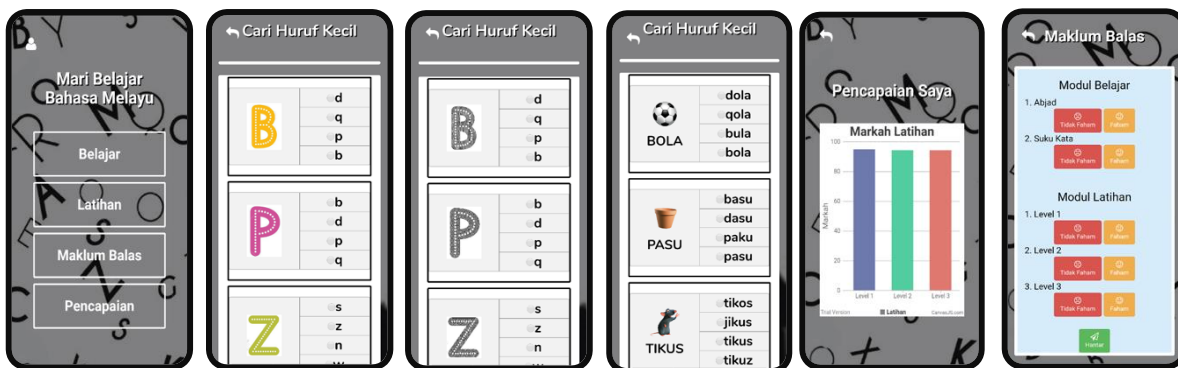 Mari Belajar
Bahasa Melayu
Belajar
Latihan
Maklum Balas
Pencapaian
Cari Huruf Kecil
B
d
q
p
b
P
b
d
p
q
Z
s
z
n
Cari Huruf Kecil
B
d
q
p
b
P
b
d
p
q
Z
s
z
n
Cari Huruf Kecil
BOLA
dola
qola
bula
bola
PASU
basu
dasu
paku
pasu
TIKUS
tikos
jikus
tikus
tikuz
Pencapaian Saya
Markah Latihan
Markah
100
80
60
40
20
0
Level 1 Level 2 Level 3
Latihan
Trial Version
CanvasJS.com
Maklum Balas
Modul Belajar
1. Abjad
Tidak Faham Faham
2. Suku Kata
Tidak Faham Faham
Modul Latihan
1. Level 1
Tidak Faham Faham
2. Level 2
Tidak Faham Faham
3. Level 3
Tidak Faham Faham
Hantar